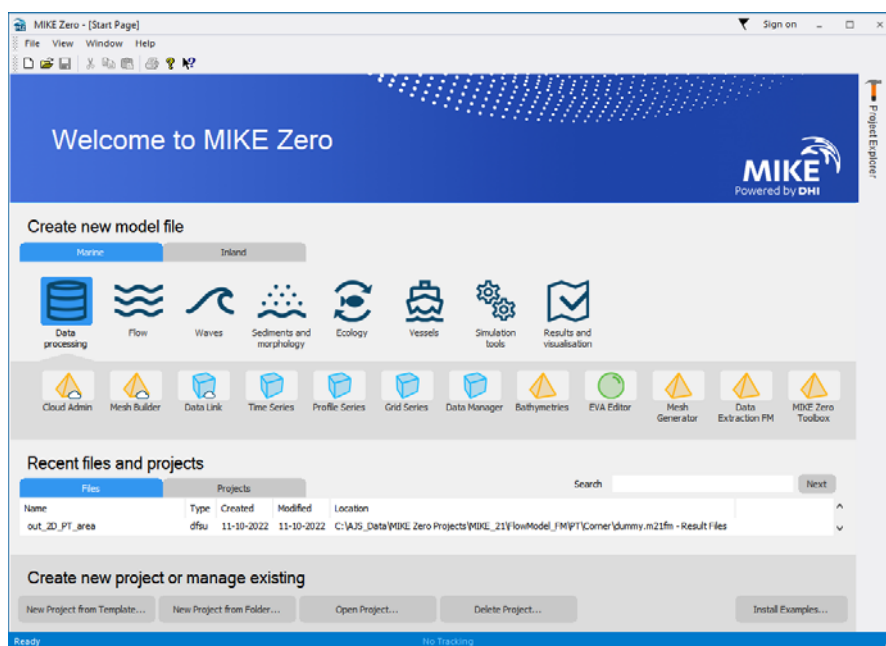 MIKE Zero - [Start Page]
Sign on
File View Window Help
Project Explorer
Welcome to MIKE Zero
MIKE
Powered by DHI
Create new model file
Marine Inland
Data processing Flow Waves Sediments and morphology Ecology Vessels Simulation tools Results and visualisation
Cloud Admin Mesh Builder Data Link Time Series Profile Series Grid Series Data Manager Bathymetries EVA Editor Mesh Generator Data Extraction FM MIKE Zero Toolbox
Recent files and projects
Files Projects Search Next
Name Type Created Modified Location
out_2D_PT_area dfsu 11-10-2022 11-10-2022 C:\AJS_Data\MIKE Zero Projects\MIKE_21\FlowModel_FM\PT\Corner\dummy.m21fm - Result Files
Create new project or manage existing
New Project from Template... New Project from Folder... Open Project... Delete Project... Install Examples...
Ready No Tracking